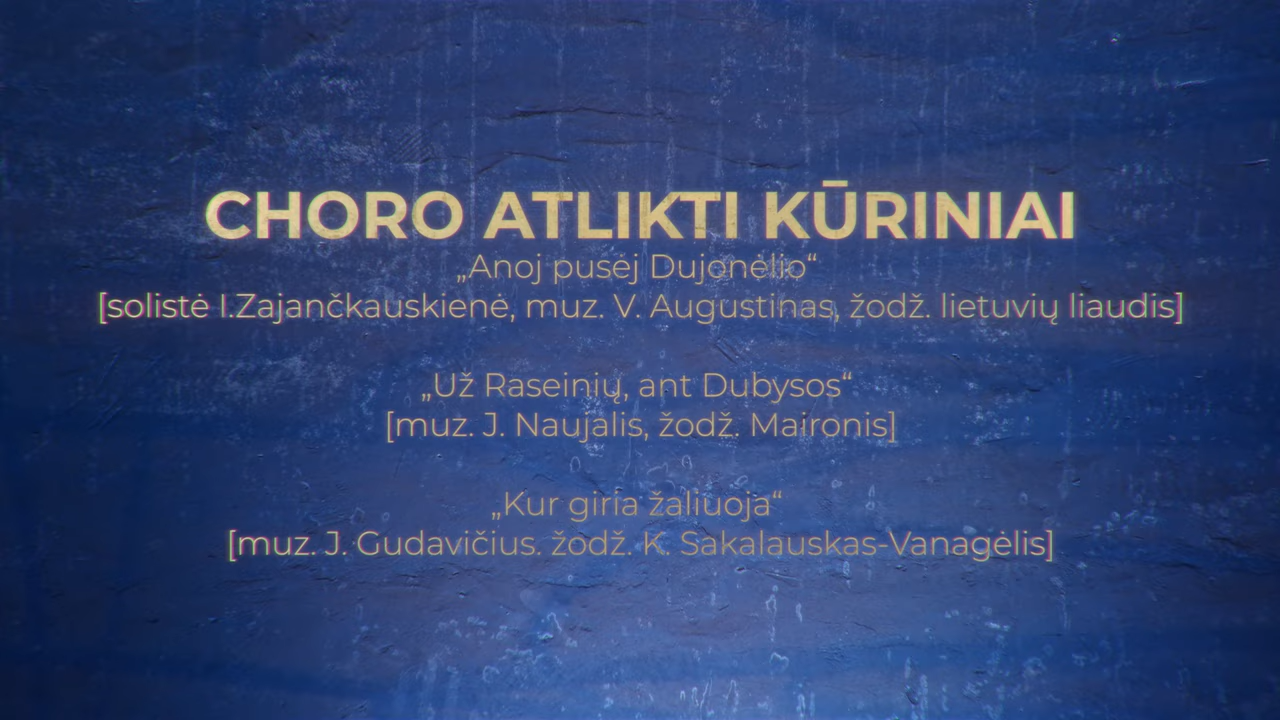 CHORO ATLIKTI KŪRINIAI
„Anoj pusėj Dujonėlio“
[solistė I.Zajančkauskienė, muz. V. Augustinas, žodž. lietuvių liaudis]
„Už Raseinių, ant Dubysos“
[muz. J. Naujalis, žodž. Maironis]
„Kur giria žaliuoja“
[muz. J. Gudavičius. žodž. K. Sakalauskas-Vanagėlis]